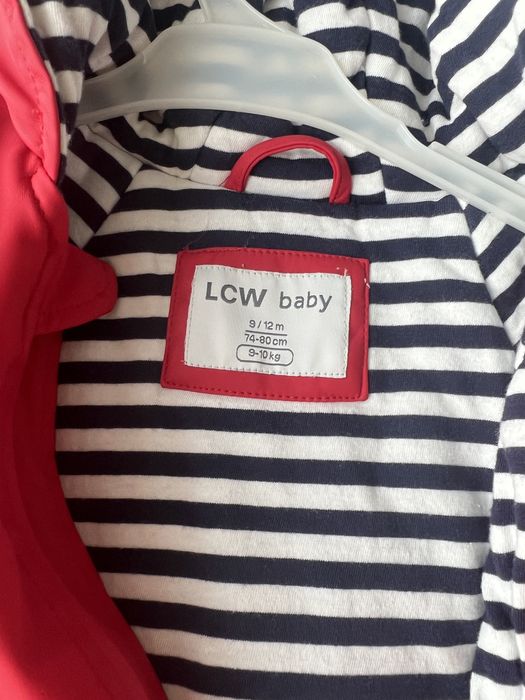 LCW baby
9/12 m
74-80 cm
9-10 kg